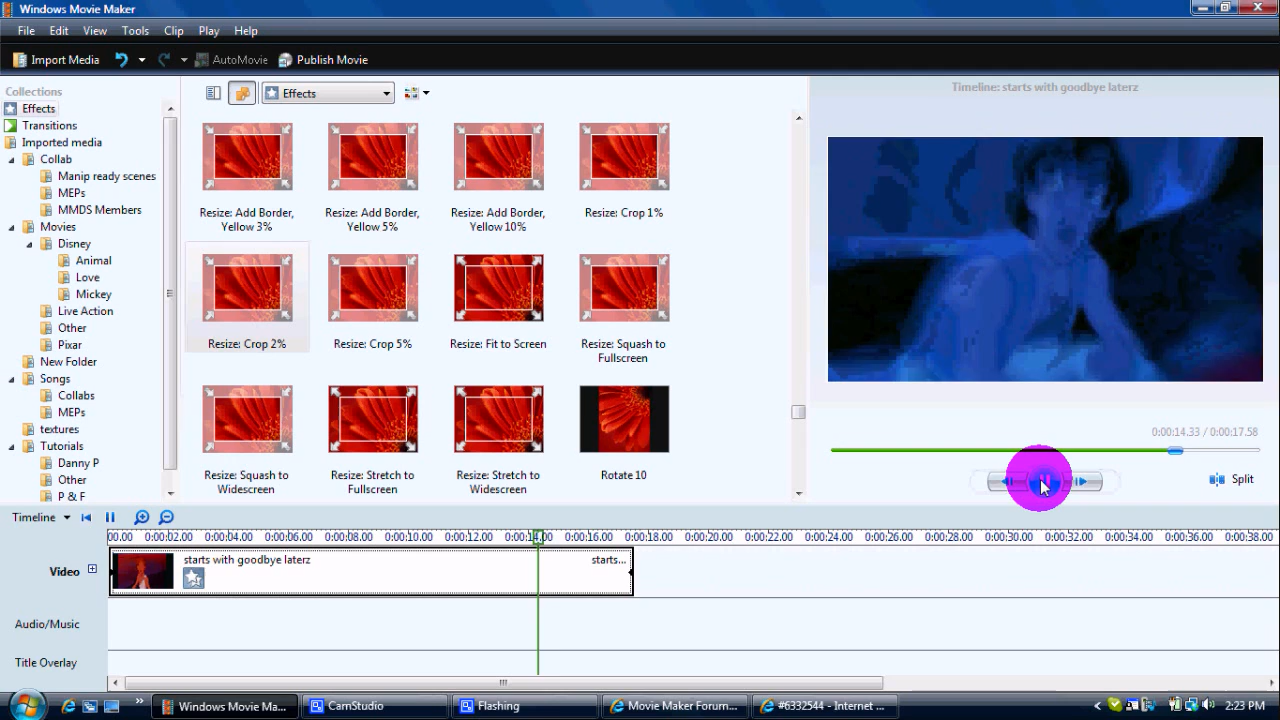 Windows Movie Maker
File Edit View Tools Clip Play Help
Import Media AutoMovie Publish Movie
Collections
Effects
Transitions
Imported media
Collab
Manip ready scenes
MEPs
MMDS Members
Movies
Disney
Animal
Love
Mickey
Live Action
Other
Pixar
New Folder
Songs
Collabs
MEPs
textures
Tutorials
Danny P
Other
P & F
Effects
Resize: Add Border, Yellow 3%
Resize: Add Border, Yellow 5%
Resize: Add Border, Yellow 10%
Resize: Crop 1%
Resize: Crop 2%
Resize: Crop 5%
Resize: Fit to Screen
Resize: Squash to Fullscreen
Resize: Squash to Widescreen
Resize: Stretch to Fullscreen
Resize: Stretch to Widescreen
Rotate 10
Timeline: starts with goodbye laterz
0:00:14.33 / 0:00:17.58
Split
Timeline
00.00 0:00:02.00 0:00:04.00 0:00:06.00 0:00:08.00 0:00:10.00 0:00:12.00 0:00:14.00 0:00:16.00 0:00:18.00 0:00:20.00 0:00:22.00 0:00:24.00 0:00:26.00 0:00:28.00 0:00:30.00 0:00:32.00 0:00:34.00 0:00:36.00 0:00:38.00
Video
starts with goodbye laterz starts...
Audio/Music
Title Overlay
Windows Movie Ma... CamStudio Flashing Movie Maker Forum... #6332544 - Internet ... 2:23 PM